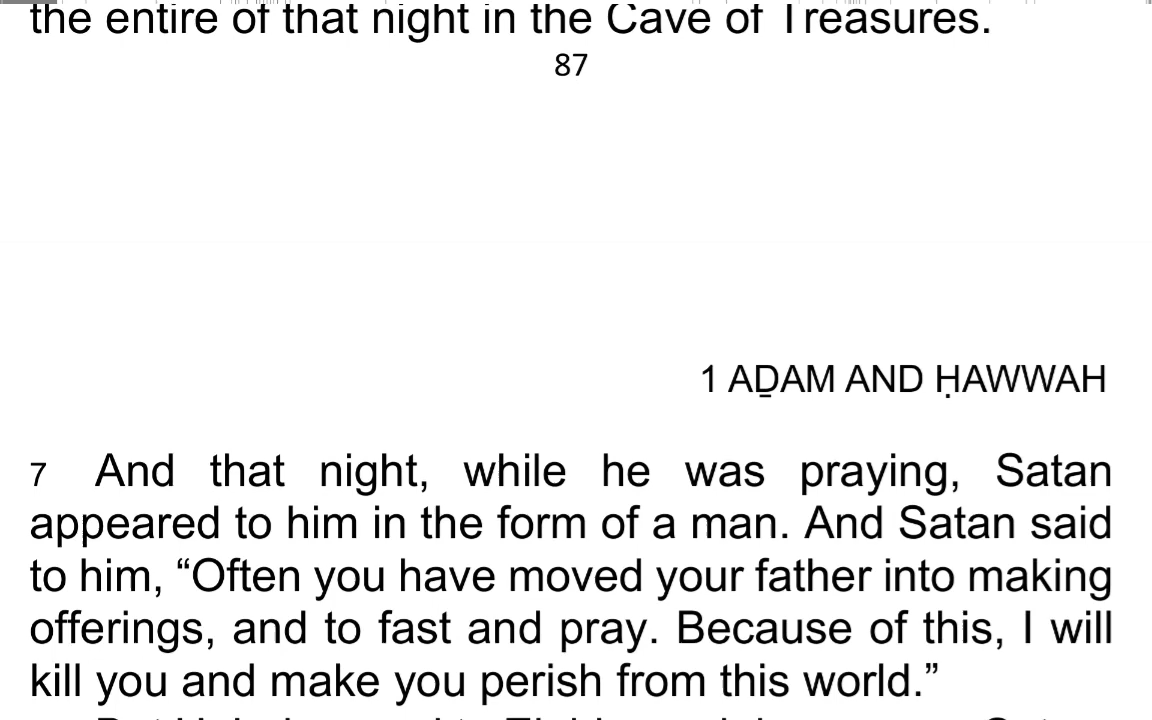 the entire of that night in the Cave of Treasures.
87
1 AḎAM AND ḤAWWAH
7 And that night, while he was praying, Satan
appeared to him in the form of a man. And Satan said
to him, “Often you have moved your father into making
offerings, and to fast and pray. Because of this, I will
kill you and make you perish from this world.”